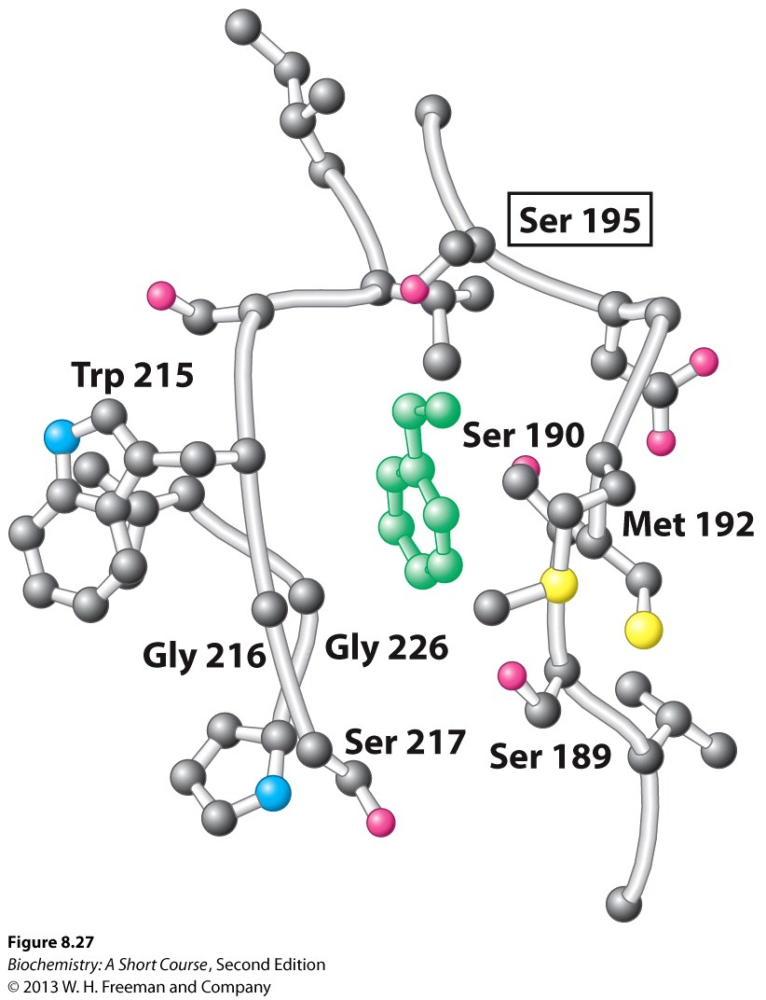 Ser 195
Trp 215
Ser 190
Met 192
Gly 216
Gly 226
Ser 217
Ser 189
Figure 8.27
Biochemistry: A Short Course, Second Edition
© 2013 W. H. Freeman and Company